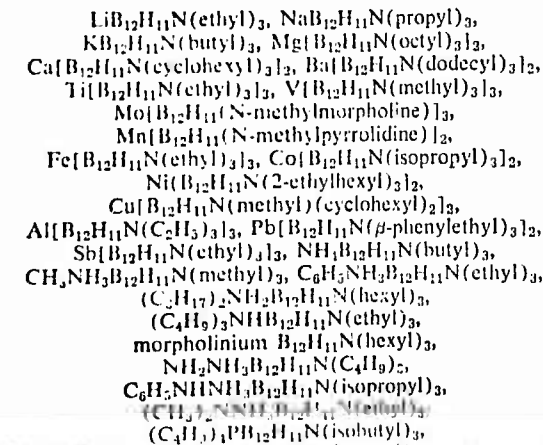 LiB₁₂H₁₁N(ethyl)₃, NaB₁₂H₁₁N(propyl)₃,
KB₁₂H₁₁N(butyl)₃, Mg[B₁₂H₁₁N(octyl)₃]₂,
Ca[B₁₂H₁₁N(cyclohexyl)₃]₂, Ba[B₁₂H₁₁N(dodecyl)₃]₂,
Ti[B₁₂H₁₁N(ethyl)₃]₃, V[B₁₂H₁₁N(methyl)₃]₃,
Mo[B₁₂H₁₁(N-methylmorpholine)]₃,
Mn[B₁₂H₁₁(N-methylpyrrolidine)]₂,
Fe[B₁₂H₁₁N(ethyl)₃]₃, Co[B₁₂H₁₁N(isopropyl)₃]₂,
Ni(B₁₂H₁₁N(2-ethylhexyl)₃]₂,
Cu[B₁₂H₁₁N(methyl)(cyclohexyl)₂]₂,
Al[B₁₂H₁₁N(C₂H₅)₃]₃, Pb[B₁₂H₁₁N(β-phenylethyl)₃]₂,
Sb[B₁₂H₁₁N(ethyl)₃]₃, NH₄B₁₂H₁₁N(butyl)₃,
CH₃NH₃B₁₂H₁₁N(methyl)₃, C₆H₅NH₃B₁₂H₁₁N(ethyl)₃,
(C₈H₁₇)₂NH₂B₁₂H₁₁N(hexyl)₃,
(C₄H₉)₃NHB₁₂H₁₁N(ethyl)₃,
morpholinium B₁₂H₁₁N(hexyl)₃,
NH₂NH₃B₁₂H₁₁N(C₄H₉)₃,
C₆H₅NHNH₃B₁₂H₁₁N(isopropyl)₃,
(C₄H₉)₄PB₁₂H₁₁N(isobutyl)₃,